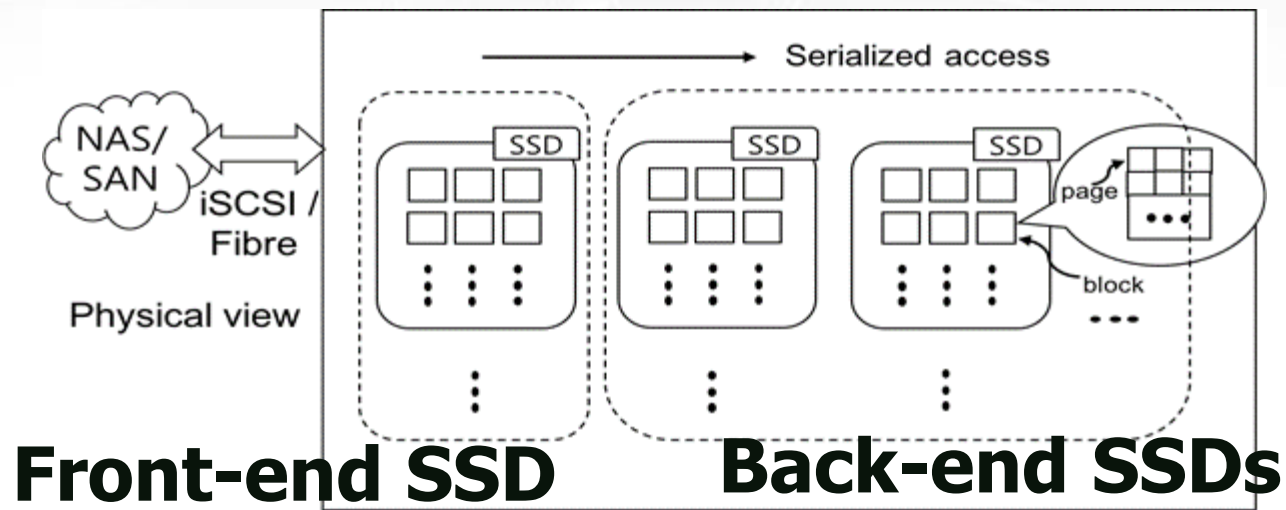 Serialized access
NAS/
SAN
iSCSI /
Fibre
Physical view
SSD
SSD
SSD
page
block
Front-end SSD
Back-end SSDs